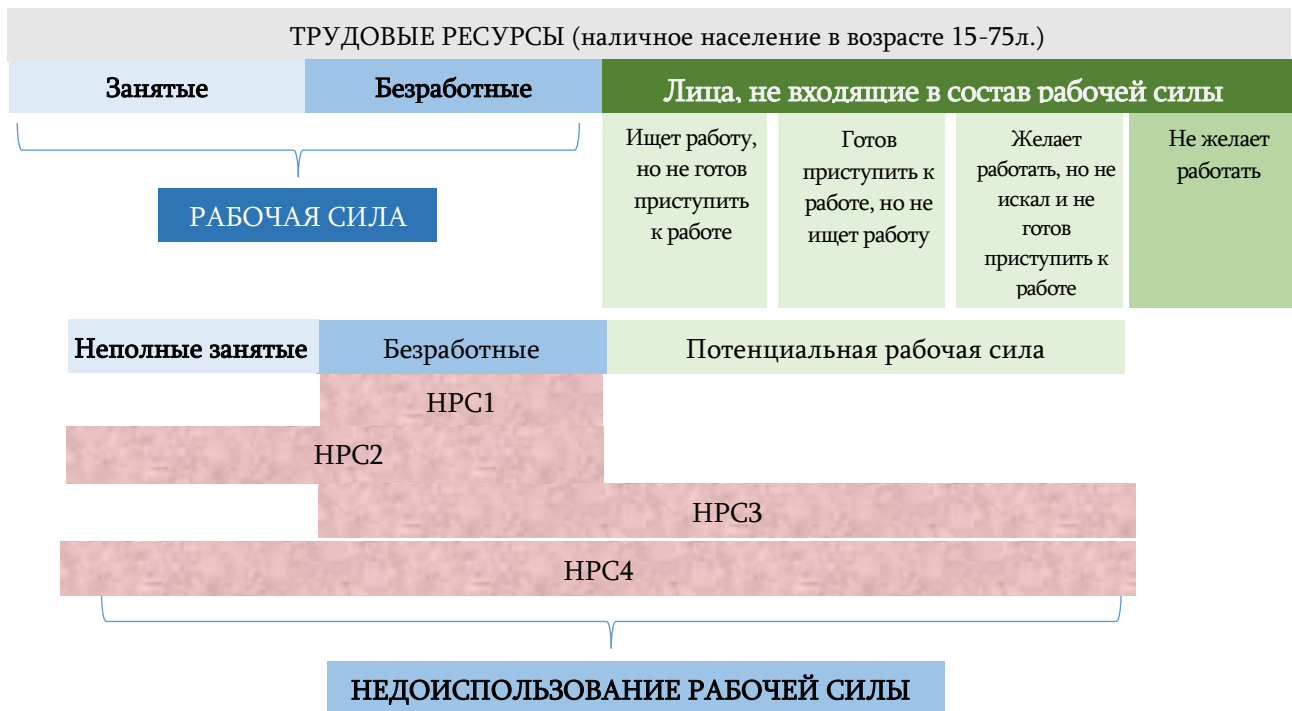 ТРУДОВЫЕ РЕСУРСЫ (наличное население в возрасте 15-75л.)
Занятые
Безработные
Лица, не входящие в состав рабочей силы
РАБОЧАЯ СИЛА
Ищет работу,
но не готов
приступить
к работе
Готов
приступить к
работе, но не
ищет работу
Желает
работать, но не
искал и не
готов
приступить к
работе
Не желает
работать
Неполные занятые
Безработные
Потенциальная рабочая сила
НРС1
НРС2
НРС3
НРС4
НЕДОИСПОЛЬЗОВАНИЕ РАБОЧЕЙ СИЛЫ